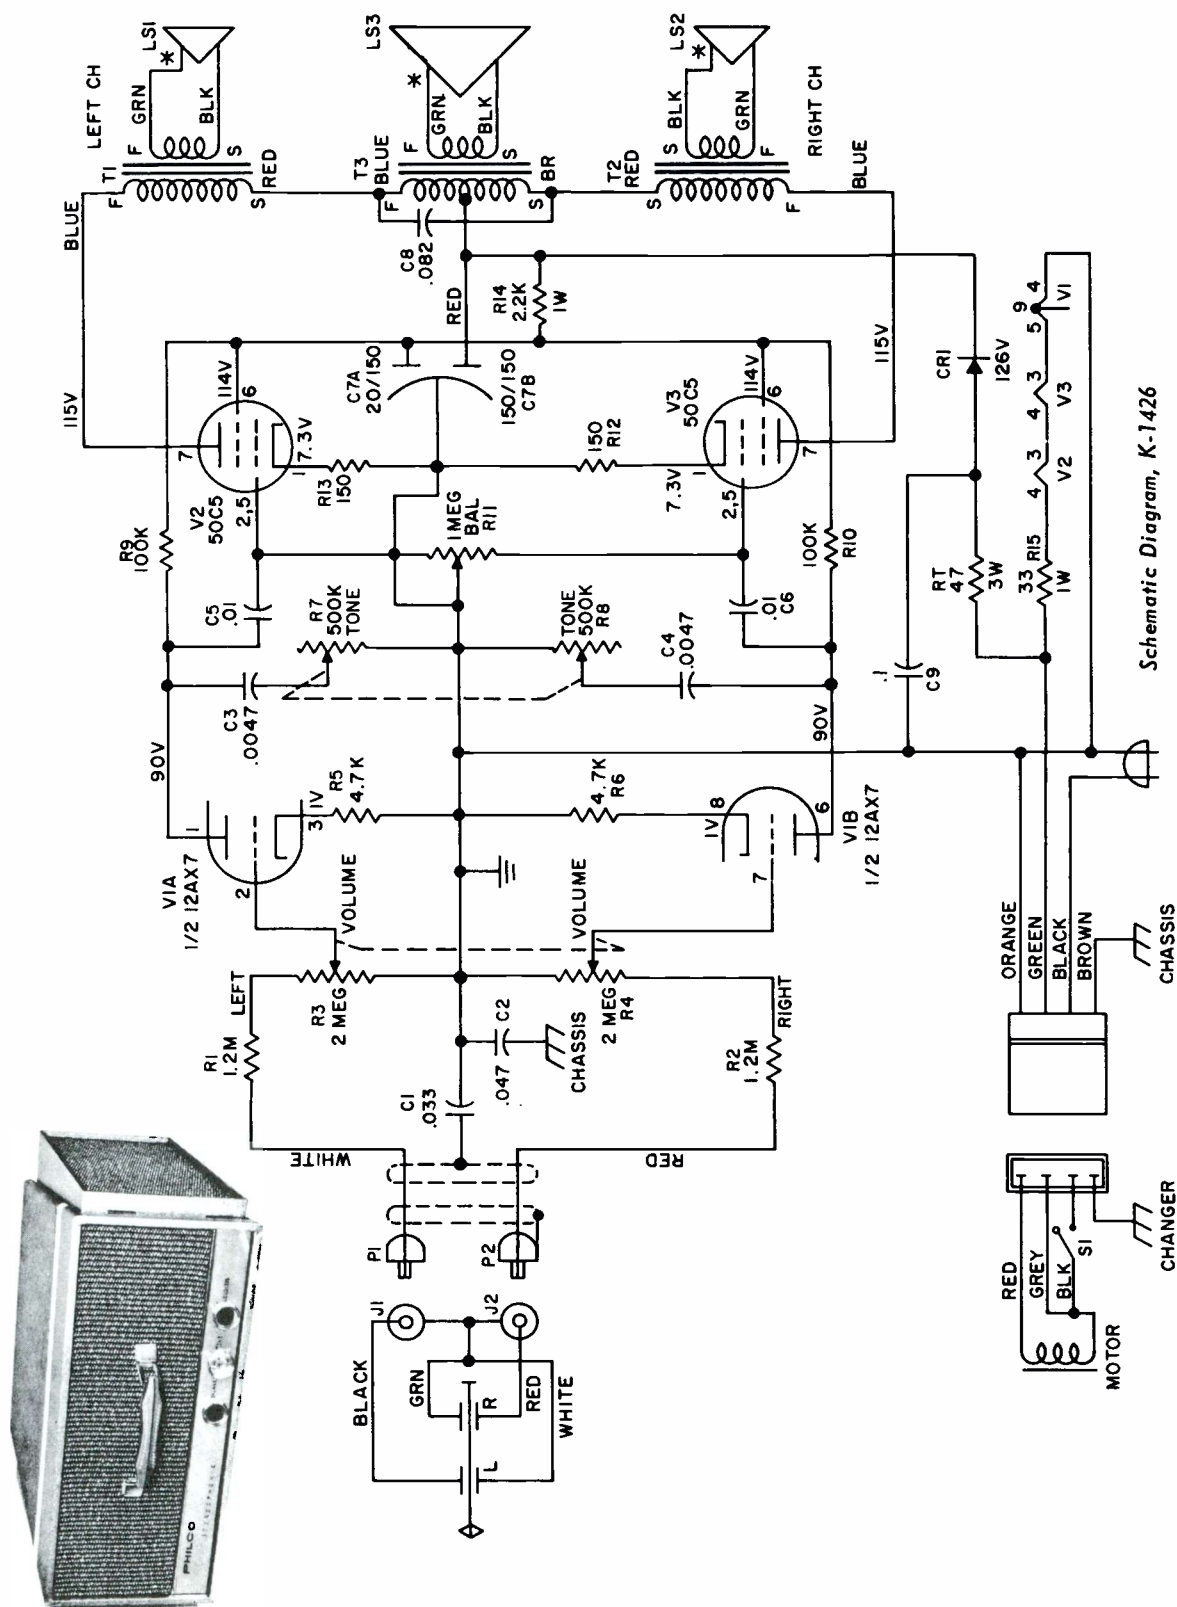 LEFT CH
LS1
*
GRN
BLK
F
S
T1
F
S
RED
BLUE
LS3
*
GRN
BLK
F
S
T3
BLUE
F
S
BR
C8
.082
LS2
*
BLK
GRN
S
F
T2
RED
S
F
RIGHT CH
BLUE
115V
RED
R14
2.2K
1W
C7A
20/150
150/150
C7B
V2
50C5
7
114V
6
7.3V
1
2,5
R13
150
150
R12
V3
50C5
114V
6
7
7.3V
1
2,5
115V
R9
100K
100K
R10
1 MEG
BAL
R11
C5
.01
.01
C6
R7
500K
TONE
TONE
500K
R8
C3
.0047
C4
.0047
90V
90V
V1A
1/2 12AX7
1
2
3
1V
R5
4.7K
4.7K
R6
1V
8
7
6
V1B
1/2 12AX7
VOLUME
VOLUME
LEFT
R3
2 MEG
2 MEG
R4
RIGHT
R1
1.2M
R2
1.2M
C1
.033
.047
C2
CHASSIS
WHITE
RED
P1
P2
J1
J2
BLACK
GRN
R
RED
WHITE
L
CR1
126V
RT
47
3W
33
R15
1W
.1
C9
4
3
V2
4
3
V3
5
9
4
V1
ORANGE
GREEN
BLACK
BROWN
CHASSIS
RED
GREY
BLK
S1
MOTOR
CHANGER
PHILCO
Schematic Diagram, K-1426